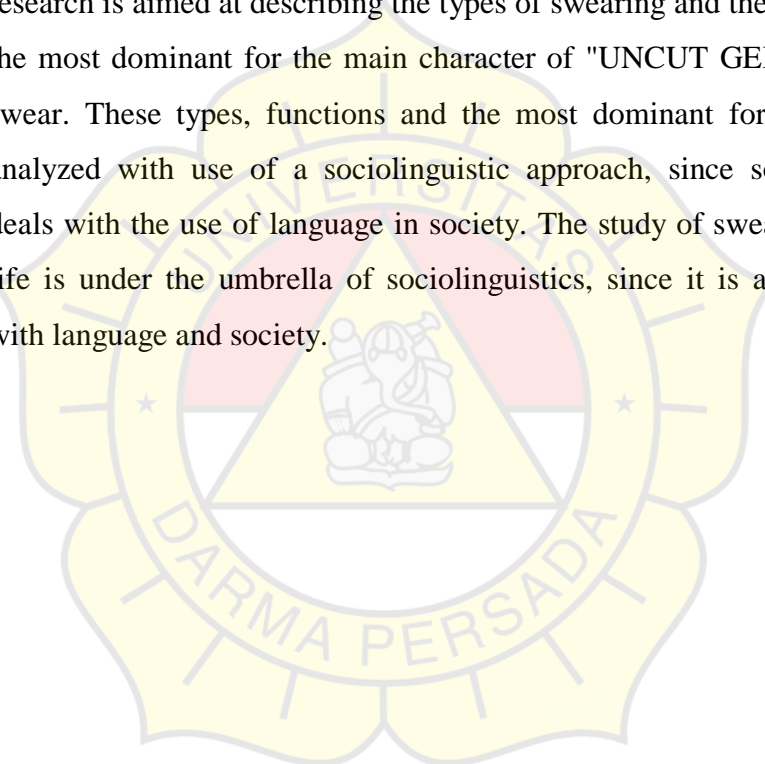 esearch is aimed at describing the types of swearing and the
he most dominant for the main character of "UNCUT GE
wear. These types, functions and the most dominant for
nalyzed with use of a sociolinguistic approach, since s
eals with the use of language in society. The study of swea
ife is under the umbrella of sociolinguistics, since it is a
with language and society.
UNIVERSITAS
DARMA PERSADA